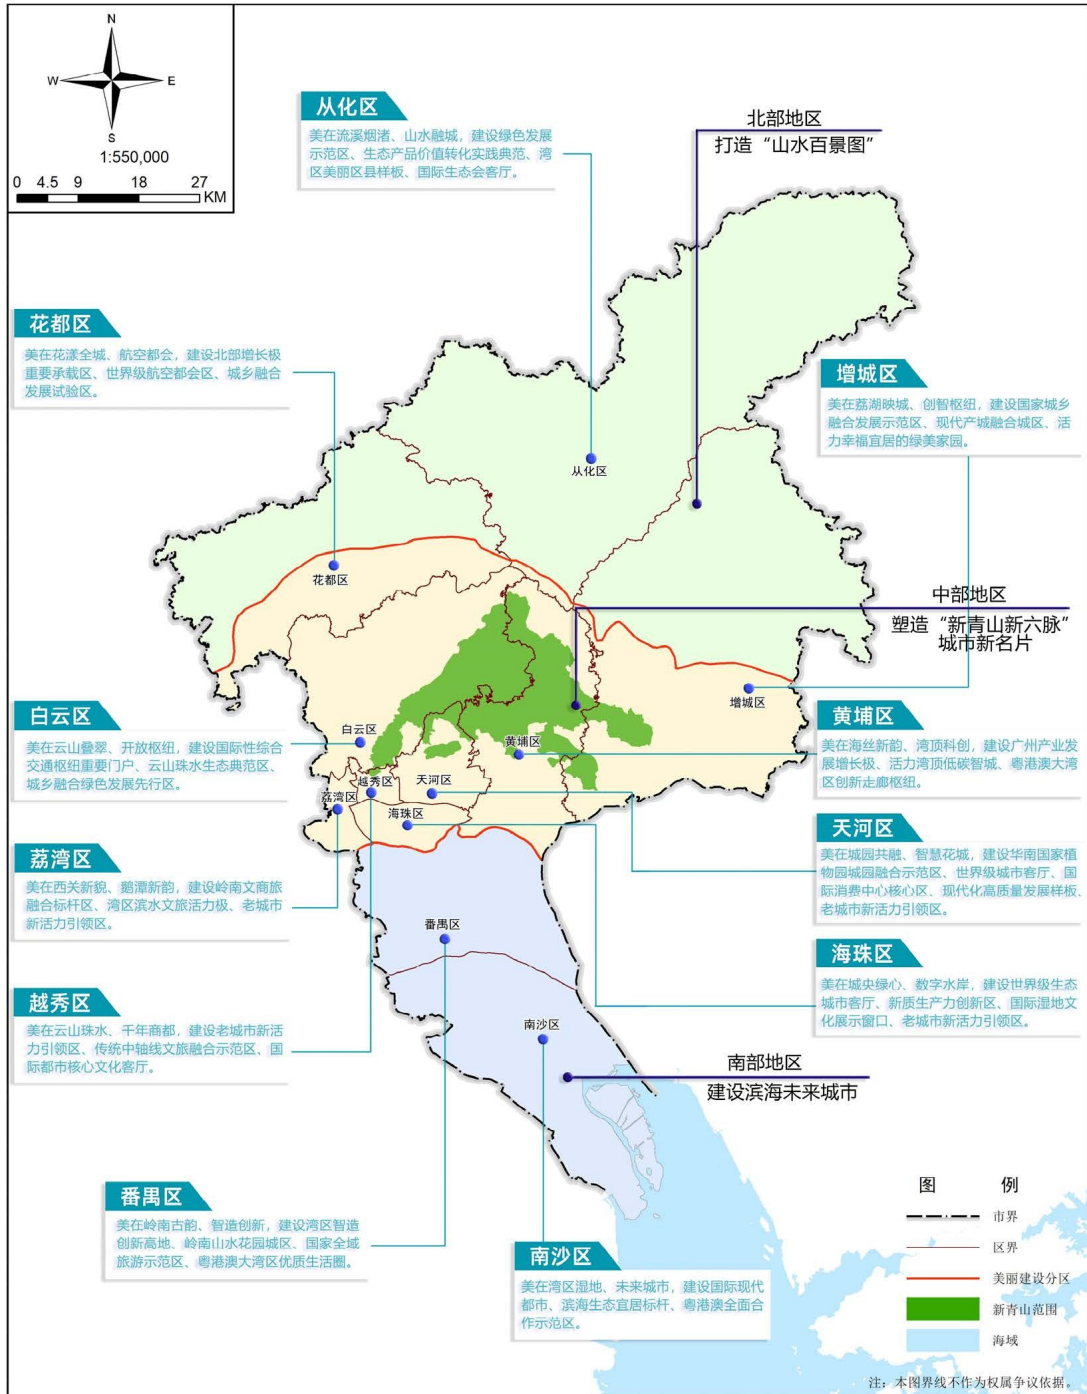 N
W
E
S
1:550,000
0 4.5 9 18 27
KM
从化区
美在流溪烟渚、山水融城，建设绿色发展
示范区、生态产品价值转化实践典范、湾
区美丽区县样板、国际生态会客厅。
北部地区
打造“山水百景图”
花都区
美在花漾全城、航空都会，建设北部增长极
重要承载区、世界级航空都会区、城乡融合
发展试验区。
增城区
美在荔湖映城、创智枢纽，建设国家城乡
融合发展示范区、现代产城融合城区、活
力幸福宜居的绿美家园。
从化区
花都区
中部地区
塑造“新青山新六脉”
城市新名片
增城区
白云区
美在云山叠翠、开放枢纽，建设国际性综合
交通枢纽重要门户、云山珠水生态典范区、
城乡融合绿色发展先行区。
白云区
黄埔区
黄埔区
美在海丝新韵、湾顶科创，建设广州产业发
展增长极、活力湾顶低碳智城、粤港澳大湾
区创新走廊枢纽。
越秀区
天河区
荔湾区
海珠区
天河区
美在城园共融、智慧花城，建设华南国家植
物园城园融合示范区、世界级城市客厅、国
际消费中心核心区、现代化高质量发展样板、
老城市新活力引领区。
荔湾区
美在西关新貌、鹅潭新韵，建设岭南文商旅
融合标杆区、湾区滨水文旅活力极、老城市
新活力引领区。
番禺区
海珠区
美在城央绿心、数字水岸，建设世界级生态
城市客厅、新质生产力创新区、国际湿地文
化展示窗口、老城市新活力引领区。
越秀区
美在云山珠水、千年商都，建设老城市新活
力引领区、传统中轴线文旅融合示范区、国
际都市核心文化客厅。
南沙区
南部地区
建设滨海未来城市
番禺区
美在岭南古韵、智造创新，建设湾区智造
创新高地、岭南山水花园城区、国家全域
旅游示范区、粤港澳大湾区优质生活圈。
南沙区
美在湾区湿地、未来城市，建设国际现代
都市、滨海生态宜居标杆、粤港澳全面合
作示范区。
图 例
市界
区界
美丽建设分区
新青山范围
海域
注：本图界线不作为权属争议依据。